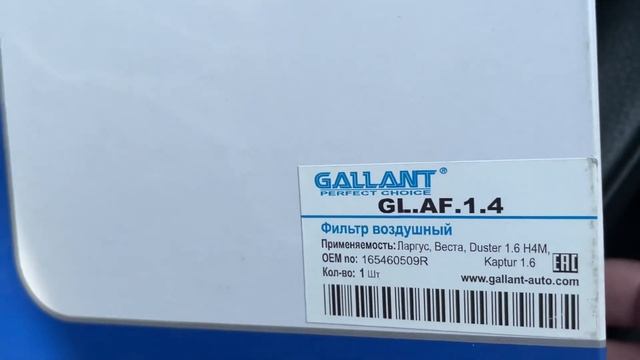 GALLANT®
PERFECT CHOICE
GL.AF.1.4
Фильтр воздушный
Применяемость: Ларгус, Веста, Duster 1.6 H4M,
OEM no: 165460509R Kaptur 1.6
Кол-во: 1 Шт
EAC
www.gallant-auto.com